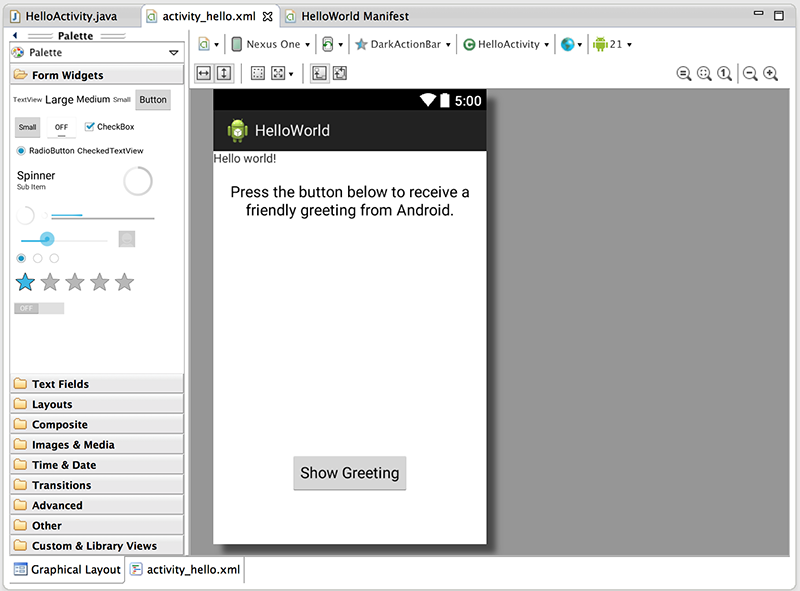 HelloActivity.java
activity_hello.xml
HelloWorld Manifest
Palette
Palette
Form Widgets
TextView Large Medium Small Button
Small OFF CheckBox
RadioButton CheckedTextView
Spinner
Sub Item
OFF
Text Fields
Layouts
Composite
Images & Media
Time & Date
Transitions
Advanced
Other
Custom & Library Views
Nexus One
DarkActionBar
HelloActivity
21
1
5:00
HelloWorld
Hello world!
Press the button below to receive a
friendly greeting from Android.
Show Greeting
Graphical Layout
activity_hello.xml